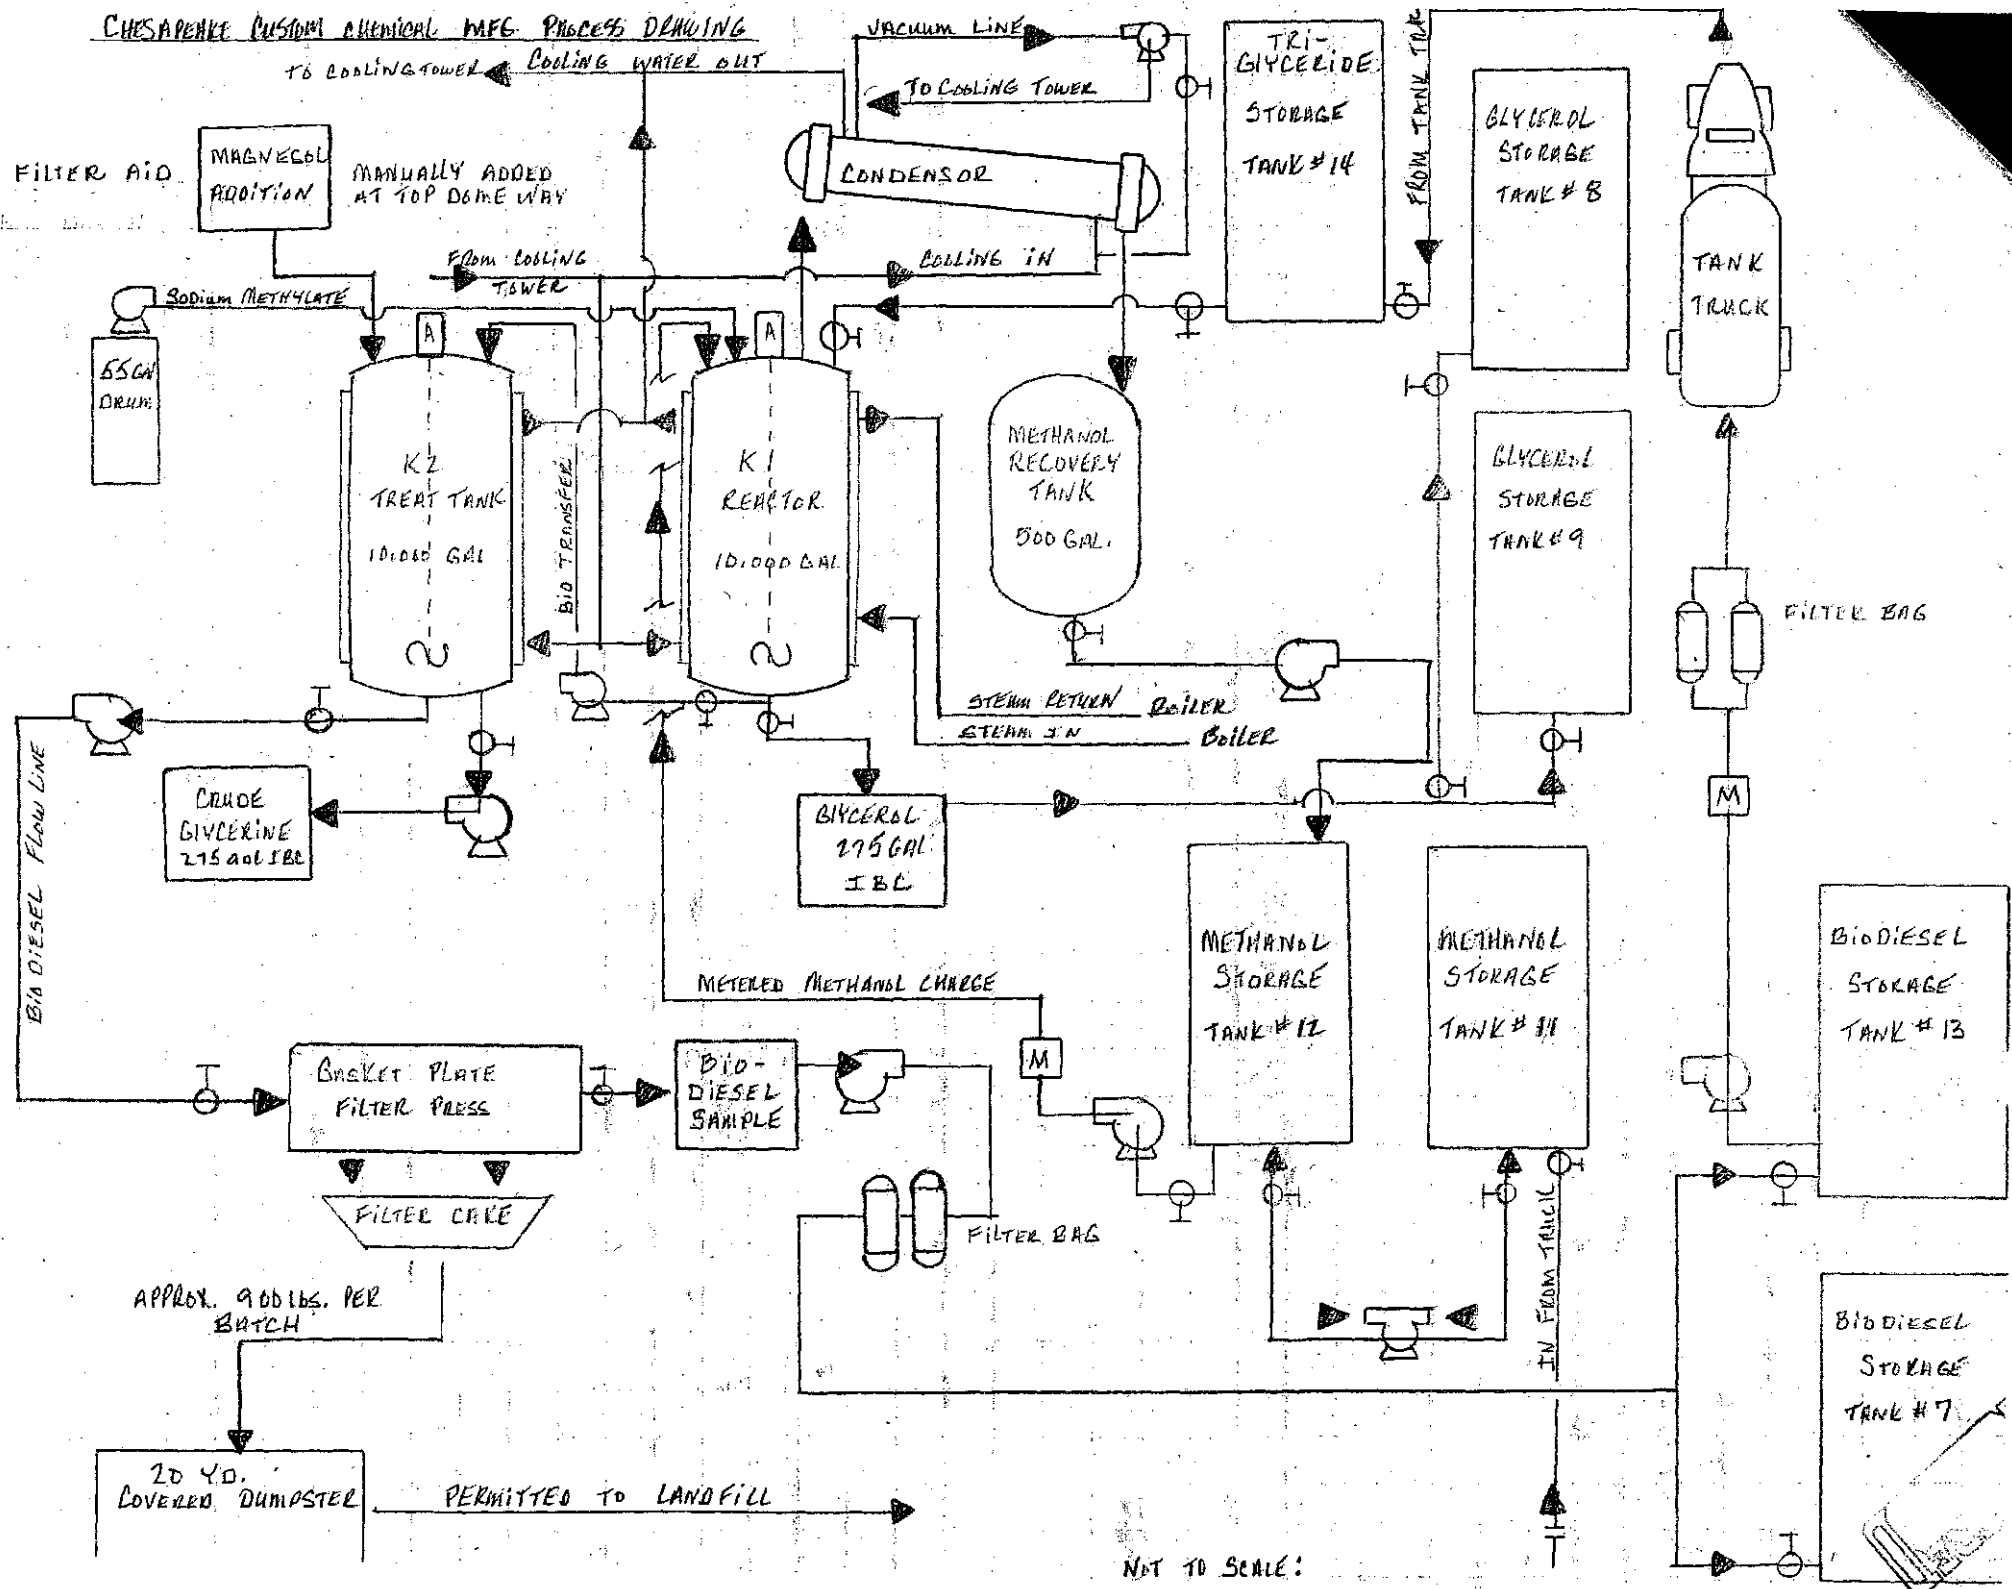 CHESAPEAKE CUSTOM CHEMICAL MFG PROCESS DRAWING
TO COOLING TOWER
COOLING WATER OUT
VACUUM LINE
TO COOLING TOWER
TRI-
GLYCERIDE
STORAGE
TANK # 14
FROM TANK TRK
GLYCEROL
STORAGE
TANK # 8
FILTER AID
MAGNESOL
ADDITION
MANUALLY ADDED
AT TOP DOME WAY
CONDENSOR
FROM COOLING
TOWER
COOLING IN
TANK
TRUCK
SODIUM METHYLATE
A
A
55 GAL
DRUM
K2
TREAT TANK
10,000 GAL
BIO TRANSFER
K1
REACTOR
10,000 GAL
METHANOL
RECOVERY
TANK
500 GAL.
GLYCEROL
STORAGE
TANK # 9
FILTER BAG
STEAM RETURN
BOILER
STEAM IN
BOILER
BIO DIESEL FLOW LINE
CRUDE
GLYCERINE
275 GAL IBC
GLYCEROL
275 GAL
IBC
M
METHANOL
STORAGE
TANK # 12
METHANOL
STORAGE
TANK # 11
BIODIESEL
STORAGE
TANK # 13
METERED METHANOL CHARGE
M
BASKET PLATE
FILTER PRESS
BIO-
DIESEL
SAMPLE
FILTER CAKE
FILTER BAG
IN FROM TRUCK
APPROX. 900 LBS. PER
BATCH
BIODIESEL
STORAGE
TANK # 7
20 YD.
COVERED DUMPSTER
PERMITTED TO LANDFILL
NOT TO SCALE: